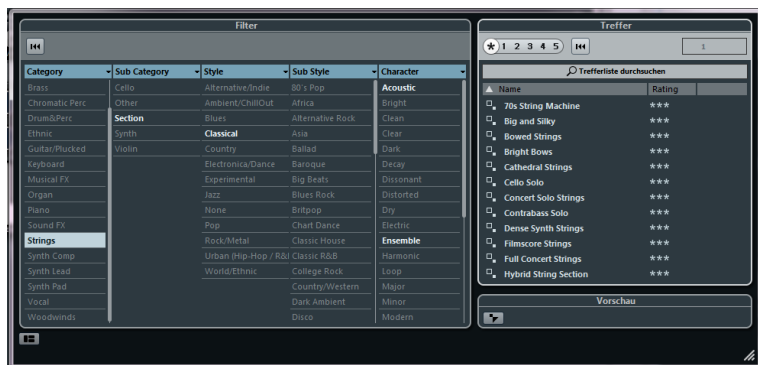 Filter
Category Sub Category Style Sub Style Character
Brass Cello Alternative/Indie 80's Pop Acoustic
Chromatic Perc Other Ambient/ChillOut Africa Bright
Drum&Perc Section Blues Alternative Rock Clean
Ethnic Synth Classical Asia Clear
Guitar/Plucked Violin Country Ballad Dark
Keyboard Electronica/Dance Baroque Decay
Musical FX Experimental Big Beats Dissonant
Organ Jazz Blues Rock Distorted
Piano None Britpop Dry
Sound FX Pop Chart Dance Electric
Strings Rock/Metal Classic House Ensemble
Synth Comp Urban (Hip-Hop / R&I Classic R&B Harmonic
Synth Lead World/Ethnic College Rock Loop
Synth Pad Country/Western Major
Vocal Dark Ambient Minor
Woodwinds Disco Modern
Treffer
* 1 2 3 4 5 1
Trefferliste durchsuchen
Name Rating
70s String Machine ***
Big and Silky ***
Bowed Strings ***
Bright Bows ***
Cathedral Strings ***
Cello Solo ***
Concert Solo Strings ***
Contrabass Solo ***
Dense Synth Strings ***
Filmscore Strings ***
Full Concert Strings ***
Hybrid String Section ***
Vorschau